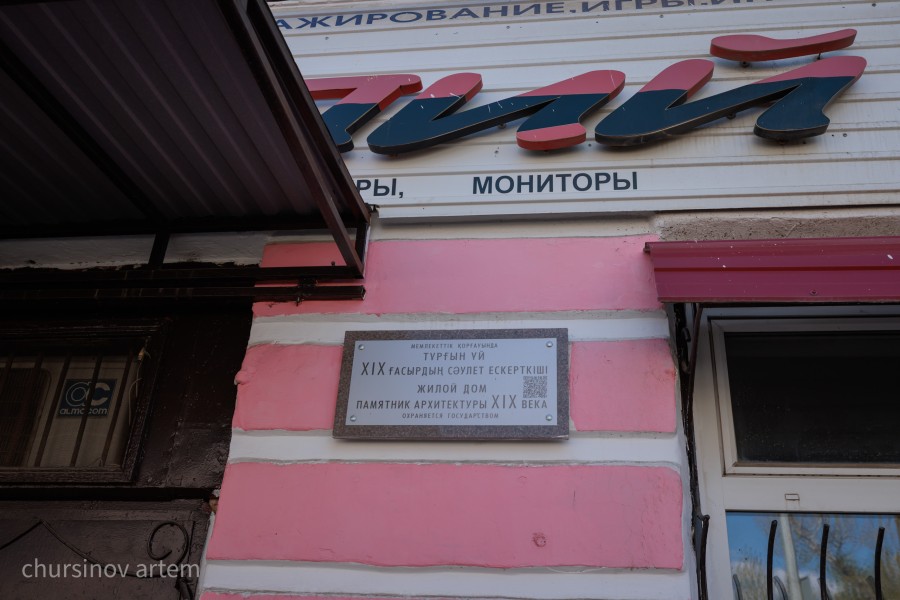 АЖИРОВАНИЕ, ИГРЫ,
ТИЙ
РЫ, МОНИТОРЫ
МЕМЛЕКЕТТІК ҚОРҒАУЫНДА
ТҰРҒЫН ҮЙ
XIX ҒАСЫРДЫҢ СӘУЛЕТ ЕСКЕРТКІШІ
ЖИЛОЙ ДОМ
ПАМЯТНИК АРХИТЕКТУРЫ XIX ВЕКА
ОХРАНЯЕТСЯ ГОСУДАРСТВОМ
chursinov artem